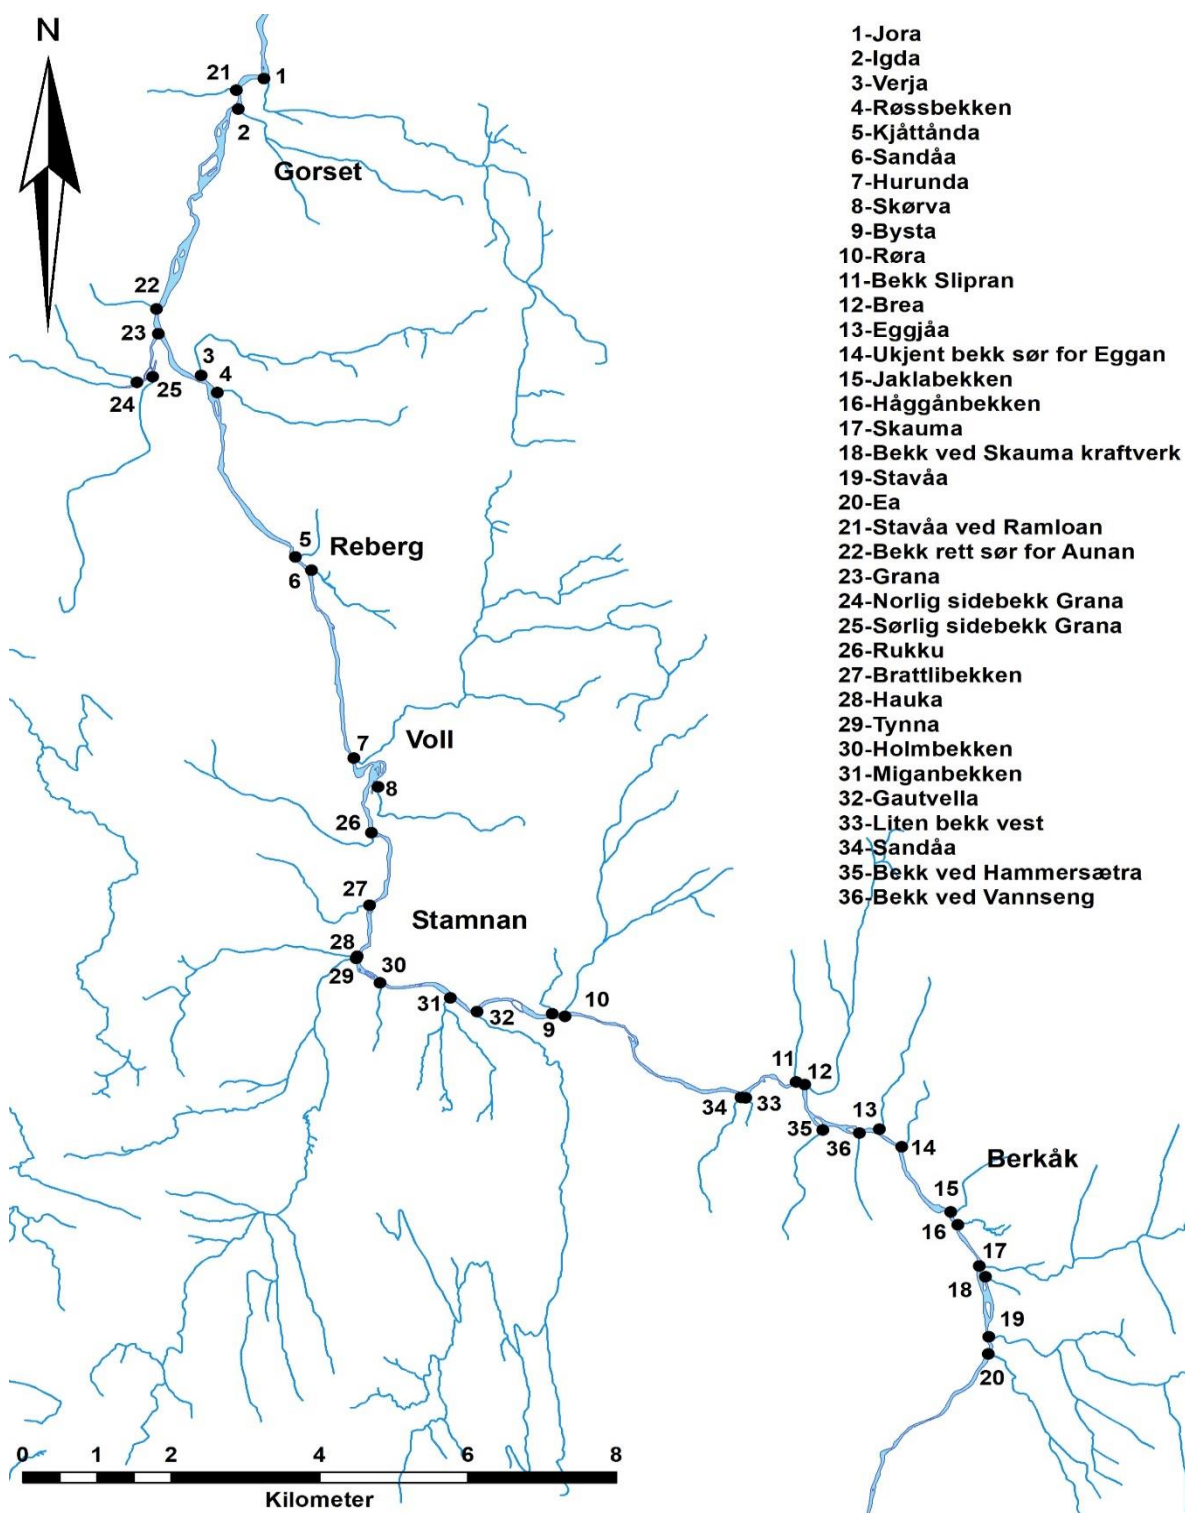 N
1-Jora
2-Igda
3-Verja
4-Røssbekken
5-Kjåttånda
6-Sandåa
7-Hurunda
8-Skørva
9-Bysta
10-Røra
11-Bekk Slipran
12-Brea
13-Eggjåa
14-Ukjent bekk sør for Eggan
15-Jaklabekken
16-Håggånbekken
17-Skauma
18-Bekk ved Skauma kraftverk
19-Stavåa
20-Ea
21-Stavåa ved Ramloan
22-Bekk rett sør for Aunan
23-Grana
24-Norlig sidebekk Grana
25-Sørlig sidebekk Grana
26-Rukku
27-Brattlibekken
28-Hauka
29-Tynna
30-Holmbekken
31-Miganbekken
32-Gautvella
33-Liten bekk vest
34-Sandåa
35-Bekk ved Hammersætra
36-Bekk ved Vannseng
21
1
2
Gorset
22
23
3
4
24
25
5
Reberg
6
7
Voll
8
26
27
Stamnan
28
29
30
31
32
9
10
11
12
34
33
35
36
13
14
Berkåk
15
16
17
18
19
20
0 1 2 4 6 8
Kilometer